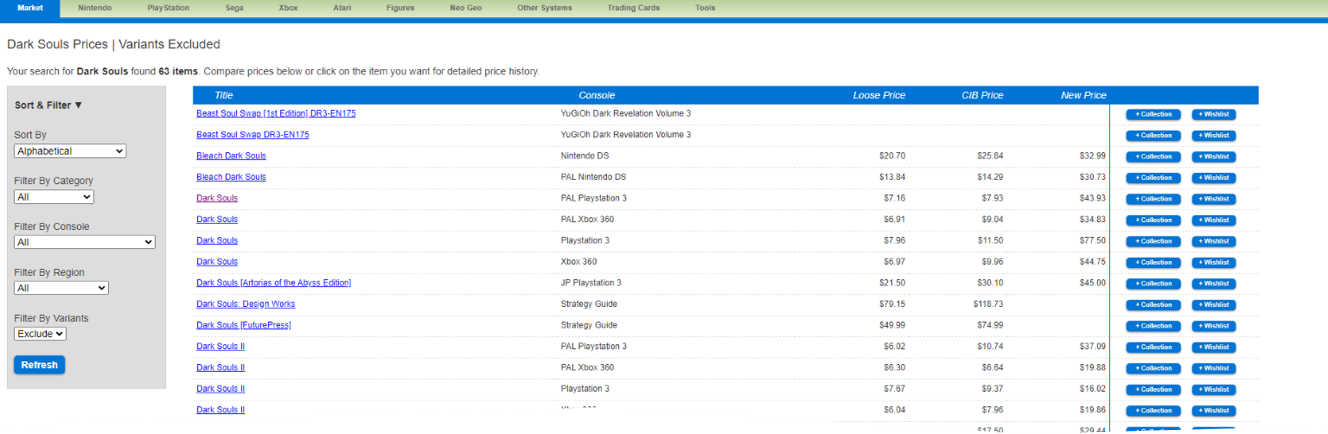 Market Nintendo PlayStation Sega Xbox Atari Figures Neo Geo Other Systems Trading Cards Tools
Dark Souls Prices | Variants Excluded
Your search for Dark Souls found 63 items. Compare prices below or click on the item you want for detailed price history.
Sort & Filter ▼
Sort By
Alphabetical
Filter By Category
All
Filter By Console
All
Filter By Region
All
Filter By Variants
Exclude
Refresh
Title Console Loose Price CIB Price New Price
Beast Soul Swap [1st Edition] DR3-EN175 YuGiOh Dark Revelation Volume 3 + Collection + Wishlist
Beast Soul Swap DR3-EN175 YuGiOh Dark Revelation Volume 3 + Collection + Wishlist
Bleach Dark Souls Nintendo DS $20.70 $25.84 $32.99 + Collection + Wishlist
Bleach Dark Souls PAL Nintendo DS $13.84 $14.29 $30.73 + Collection + Wishlist
Dark Souls PAL Playstation 3 $7.16 $7.93 $43.93 + Collection + Wishlist
Dark Souls PAL Xbox 360 $6.91 $9.04 $34.83 + Collection + Wishlist
Dark Souls Playstation 3 $7.96 $11.50 $77.50 + Collection + Wishlist
Dark Souls Xbox 360 $6.97 $9.96 $44.75 + Collection + Wishlist
Dark Souls [Artorias of the Abyss Edition] JP Playstation 3 $21.50 $30.10 $45.00 + Collection + Wishlist
Dark Souls: Design Works Strategy Guide $79.15 $118.73 + Collection + Wishlist
Dark Souls [FuturePress] Strategy Guide $49.99 $74.99 + Collection + Wishlist
Dark Souls II PAL Playstation 3 $6.02 $10.74 $37.09 + Collection + Wishlist
Dark Souls II PAL Xbox 360 $6.30 $6.64 $19.88 + Collection + Wishlist
Dark Souls II Playstation 3 $7.67 $9.37 $16.02 + Collection + Wishlist
Dark Souls II $6.04 $7.96 $19.86 + Collection + Wishlist
$17.50 $29.44